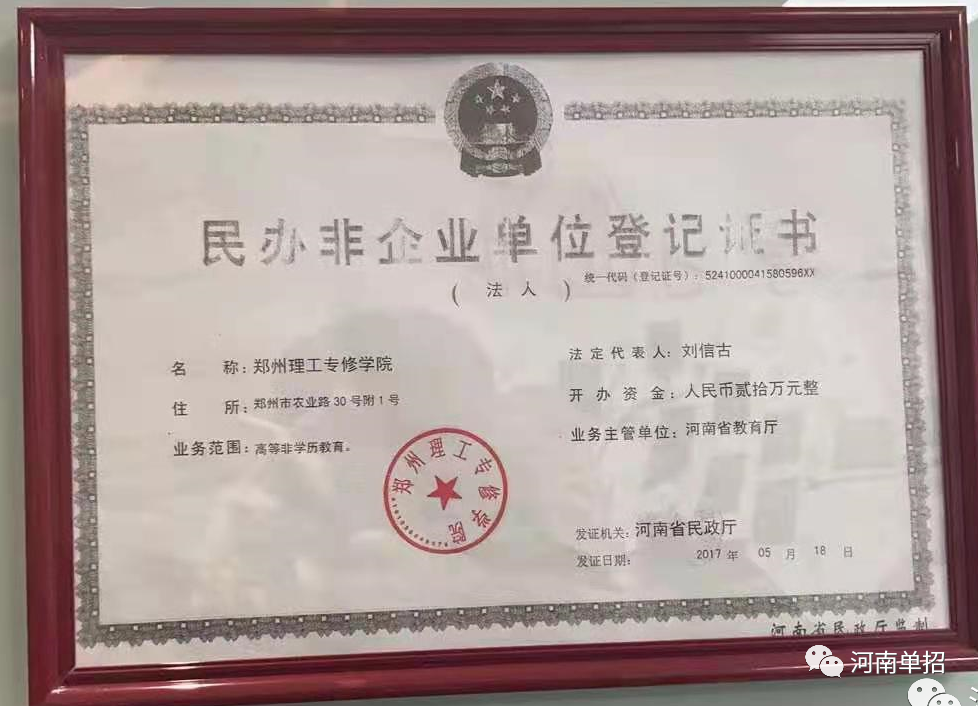 民办非企业单位登记证书
统一代码（登记证号）：5241000041580596XX
（法人）
名称：郑州理工专修学院
法定代表人：刘信古
住所：郑州市农业路30号附1号
开办资金：人民币贰拾万元整
业务范围：高等非学历教育。
业务主管单位：河南省教育厅
郑州理工专修学院
发证机关：河南省民政厅
发证日期：2017年05月18日
河南省民政厅监制
河南单招